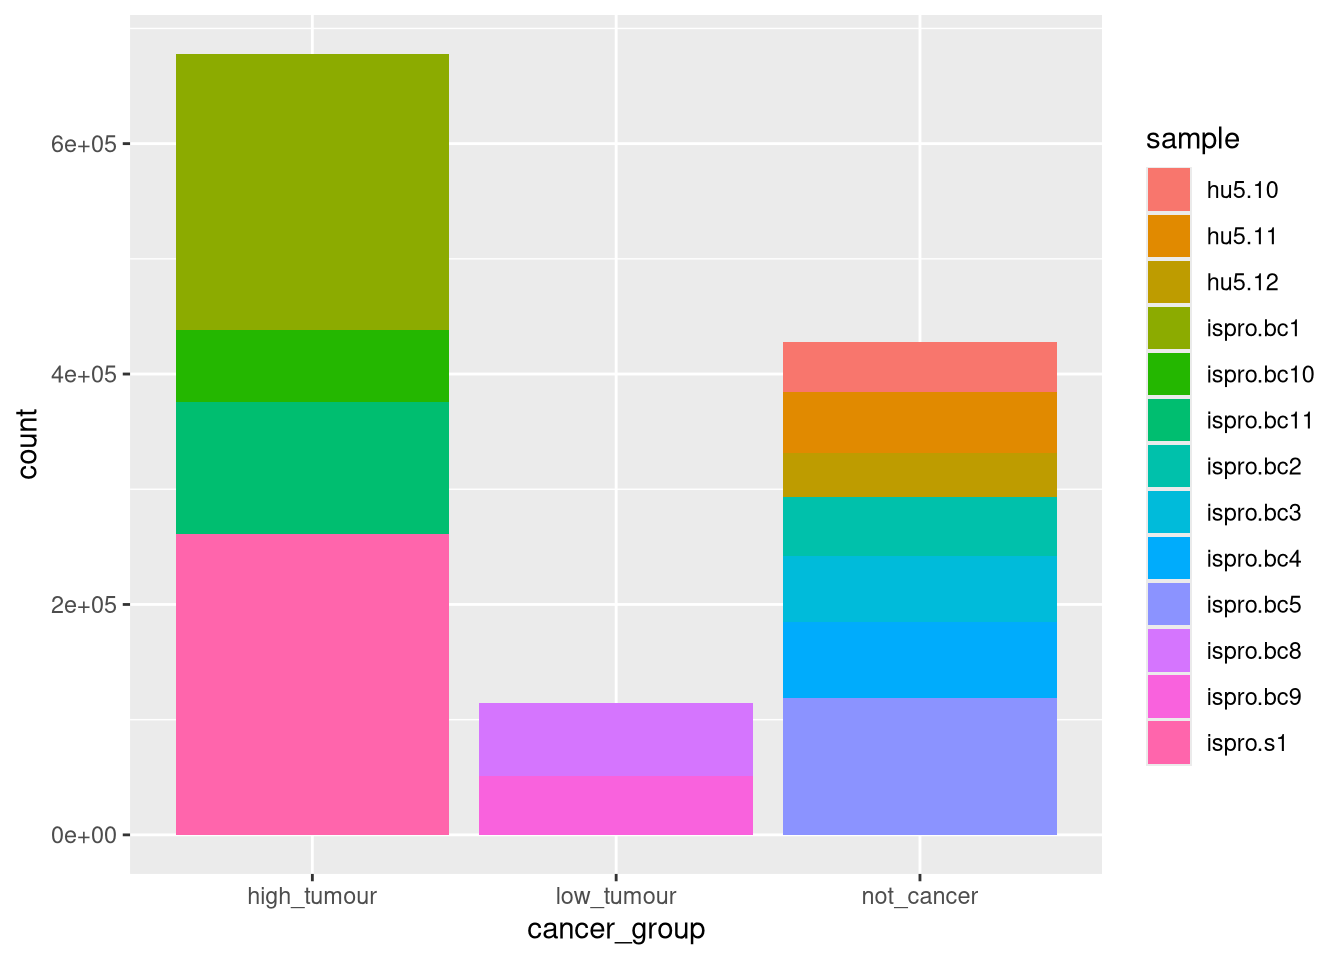 6e+05
4e+05
2e+05
0e+00
count
high_tumour
low_tumour
not_cancer
cancer_group
sample
hu5.10
hu5.11
hu5.12
ispro.bc1
ispro.bc10
ispro.bc11
ispro.bc2
ispro.bc3
ispro.bc4
ispro.bc5
ispro.bc8
ispro.bc9
ispro.s1